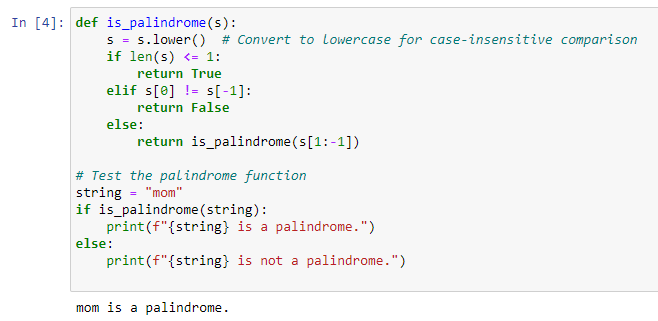 In [4]: def is_palindrome(s):
    s = s.lower()  # Convert to lowercase for case-insensitive comparison
    if len(s) <= 1:
        return True
    elif s[0] != s[-1]:
        return False
    else:
        return is_palindrome(s[1:-1])

# Test the palindrome function
string = "mom"
if is_palindrome(string):
    print(f"{string} is a palindrome.")
else:
    print(f"{string} is not a palindrome.")

mom is a palindrome.